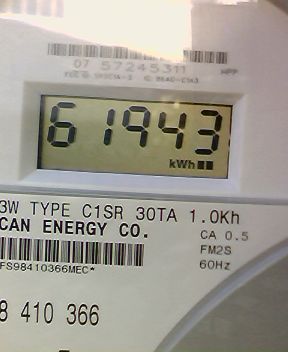 07 57245311
61943
kWh
3W TYPE C1SR 30TA 1.0Kh
CAN ENERGY CO.
CA 0.5
FM2S
FS98410366MEC*
60Hz
8 410 366